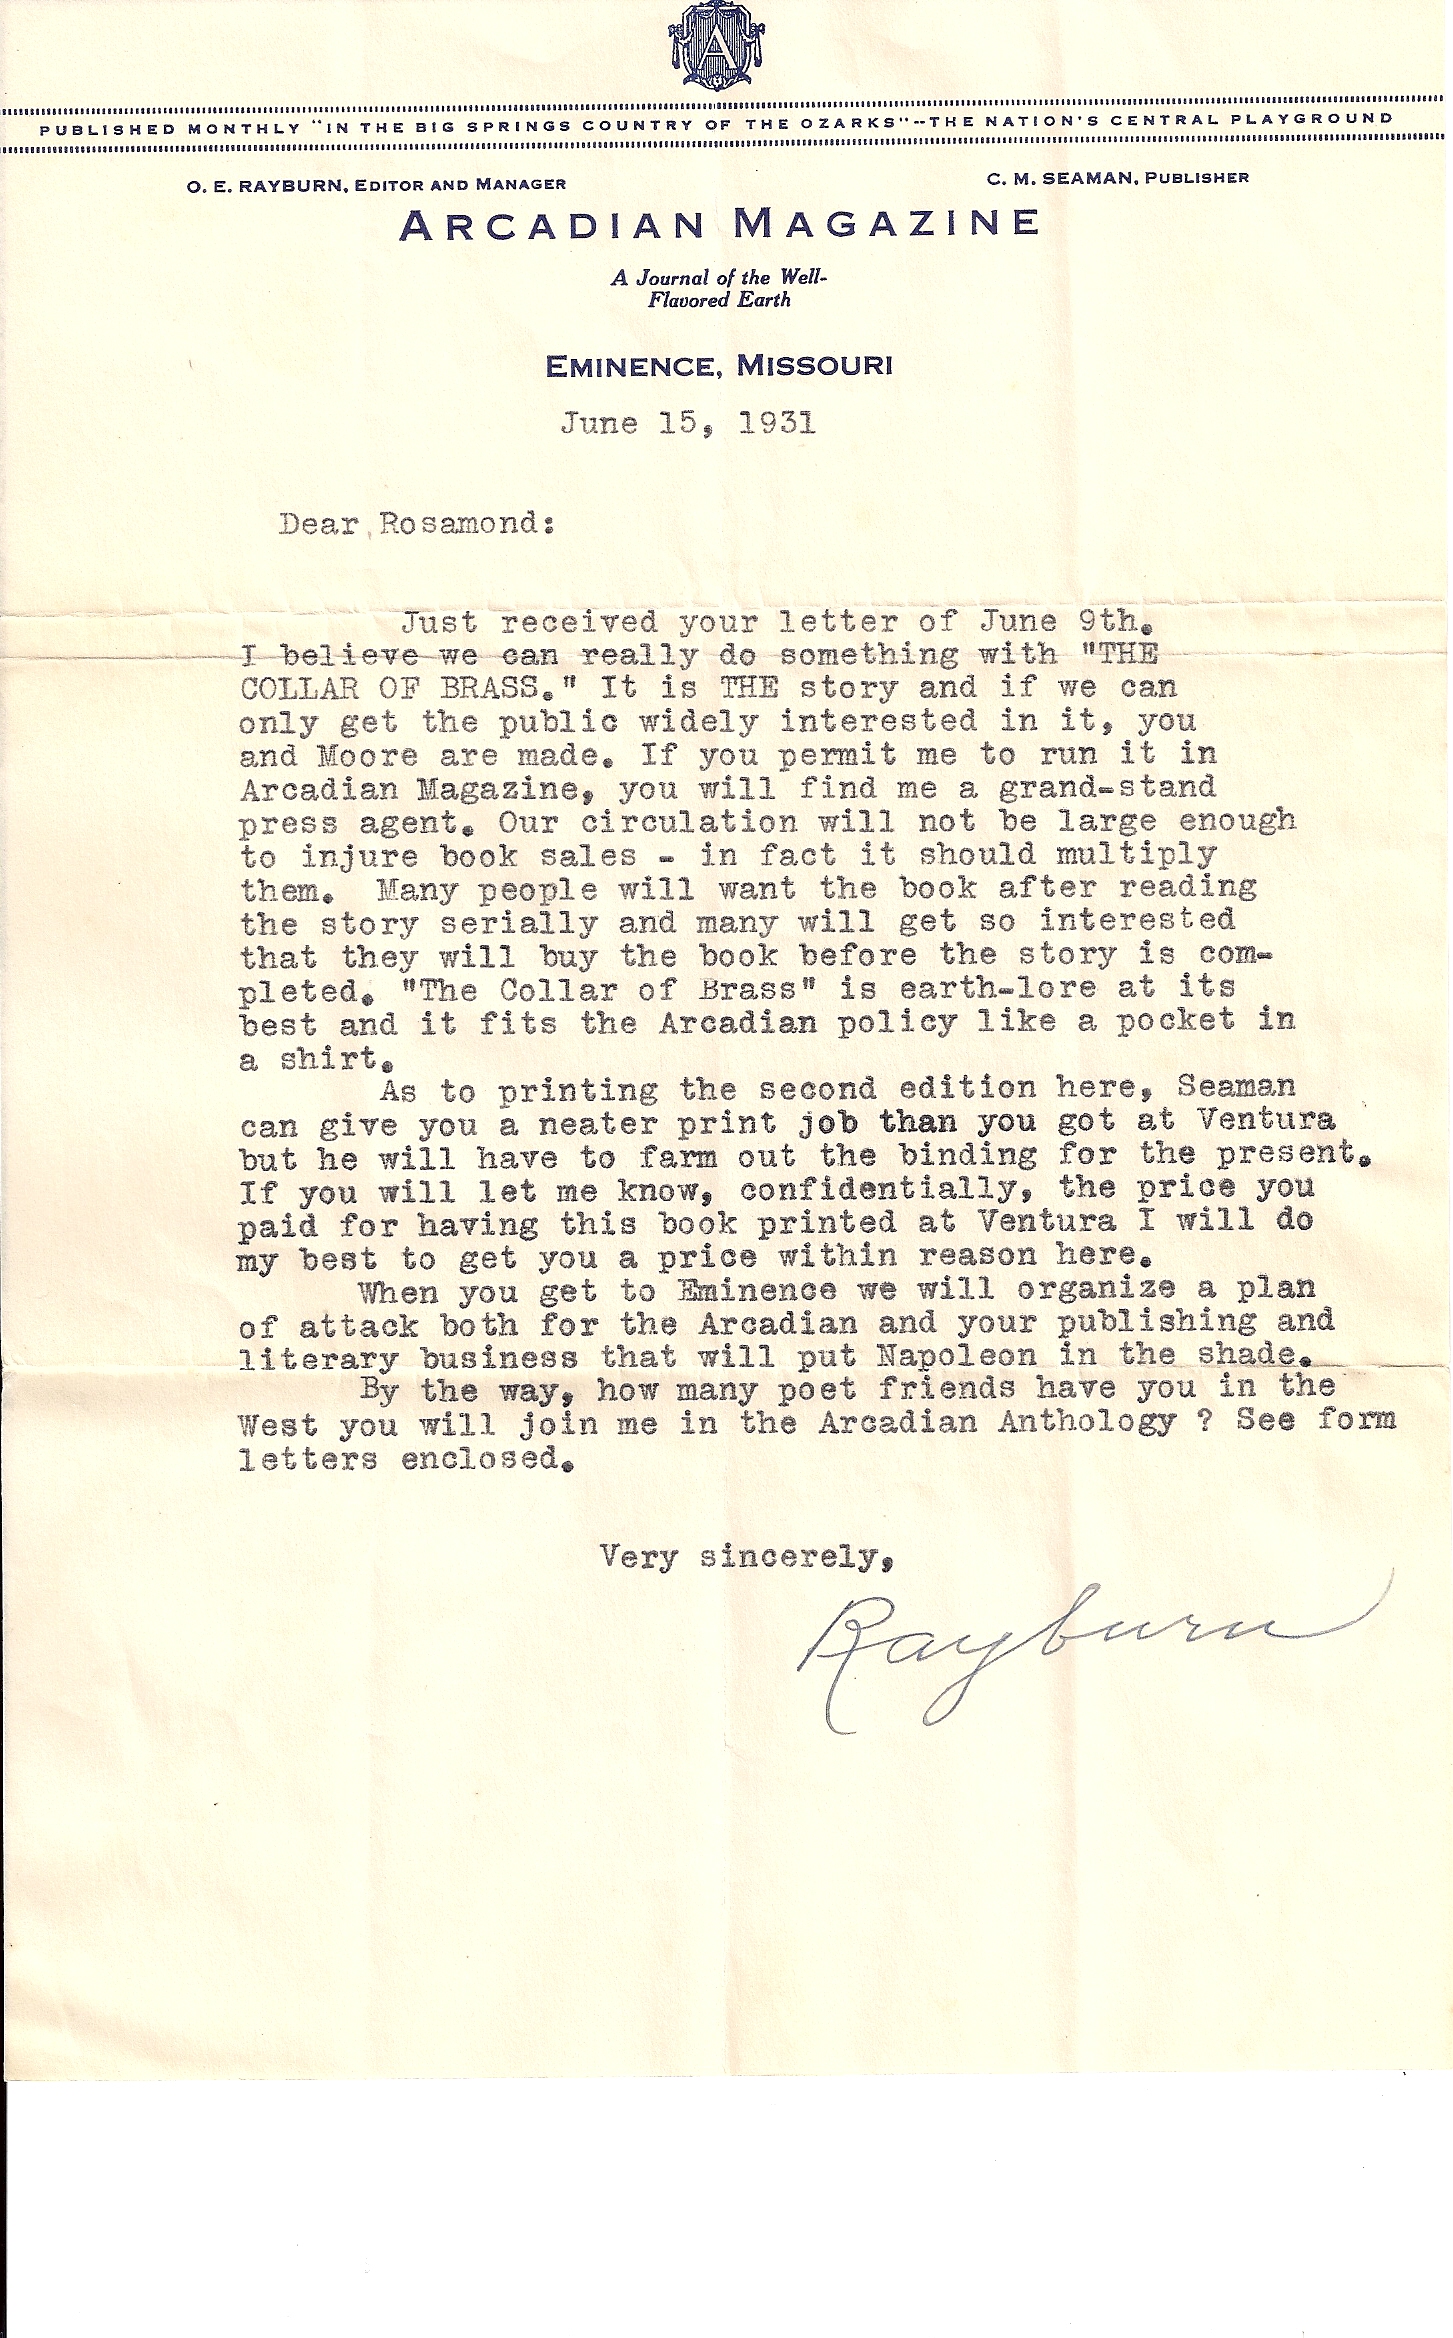 A
PUBLISHED MONTHLY "IN THE BIG SPRINGS COUNTRY OF THE OZARKS"--THE NATION'S CENTRAL PLAYGROUND
O. E. RAYBURN, EDITOR AND MANAGER
C. M. SEAMAN, PUBLISHER
ARCADIAN MAGAZINE
A Journal of the Well-
Flavored Earth
EMINENCE, MISSOURI
June 15, 1931
Dear Rosamond:
Just received your letter of June 9th.
I believe we can really do something with "THE
COLLAR OF BRASS." It is THE story and if we can
only get the public widely interested in it, you
and Moore are made. If you permit me to run it in
Arcadian Magazine, you will find me a grand-stand
press agent. Our circulation will not be large enough
to injure book sales - in fact it should multiply
them. Many people will want the book after reading
the story serially and many will get so interested
that they will buy the book before the story is com-
pleted. "The Collar of Brass" is earth-lore at its
best and it fits the Arcadian policy like a pocket in
a shirt.
As to printing the second edition here, Seaman
can give you a neater print job than you got at Ventura
but he will have to farm out the binding for the present.
If you will let me know, confidentially, the price you
paid for having this book printed at Ventura I will do
my best to get you a price within reason here.
When you get to Eminence we will organize a plan
of attack both for the Arcadian and your publishing and
literary business that will put Napoleon in the shade.
By the way, how many poet friends have you in the
West you will join me in the Arcadian Anthology ? See form
letters enclosed.
Very sincerely,
Rayburn